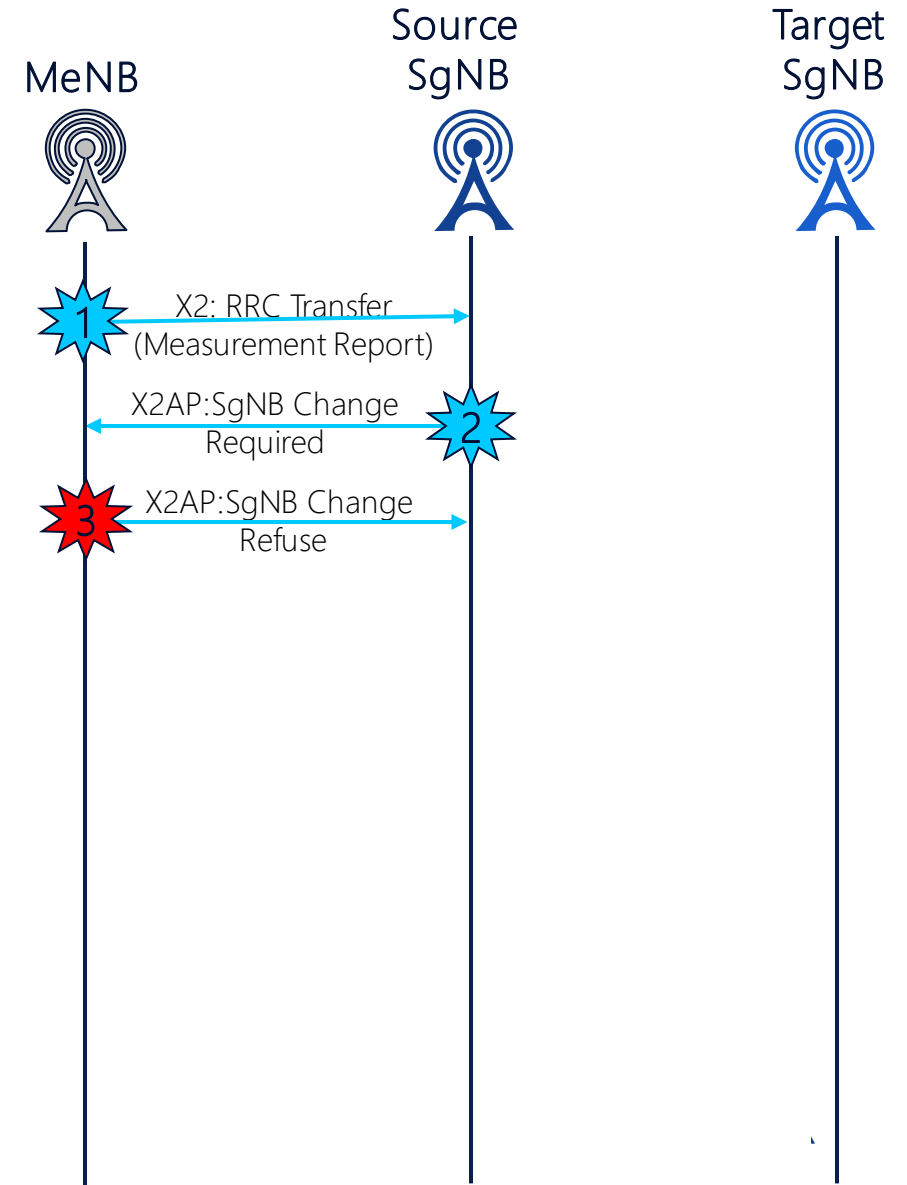 MeNB
Source
SgNB
Target
SgNB
1
X2: RRC Transfer
(Measurement Report)
X2AP:SgNB Change
Required
2
3
X2AP:SgNB Change
Refuse